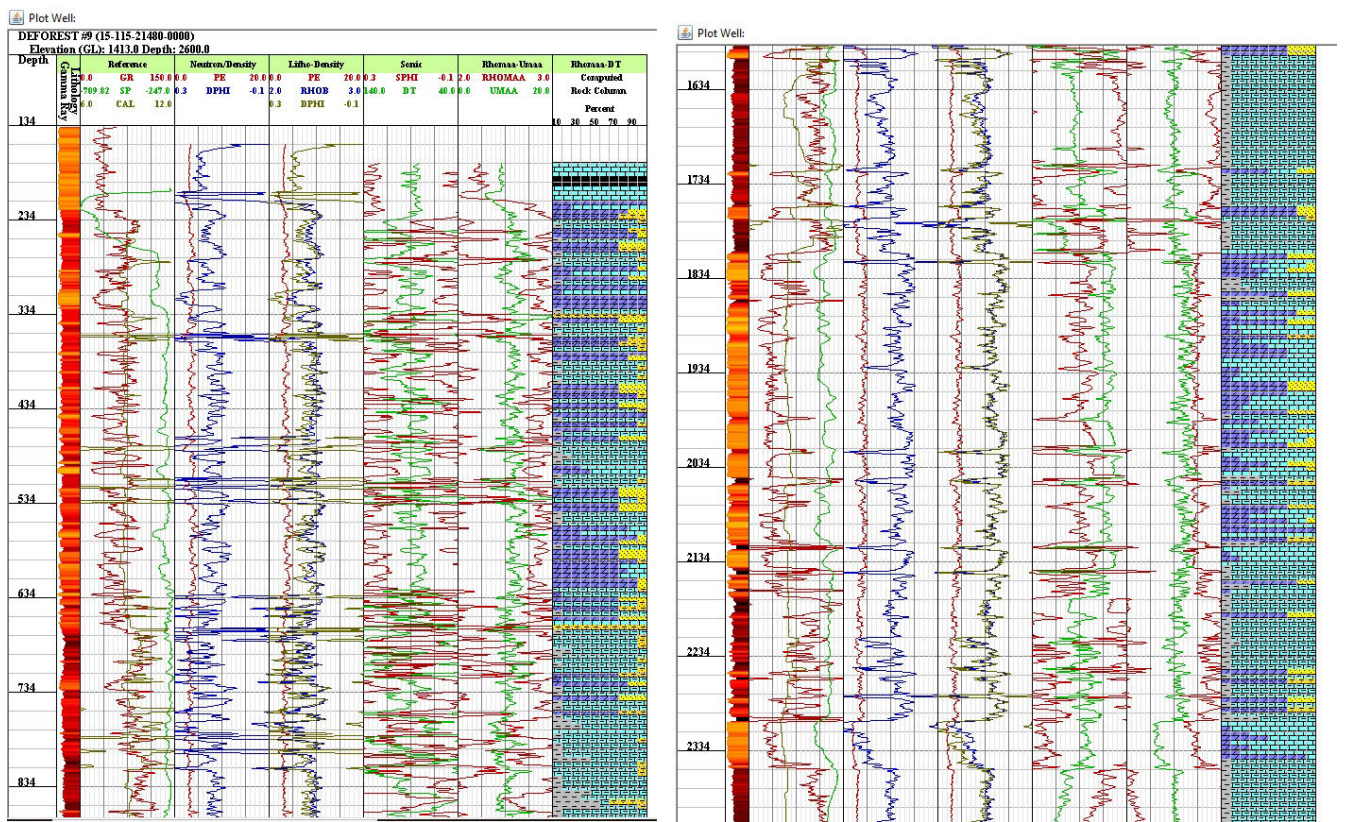 Plot Well:
DEFOREST #9 (15-115-21480-0000)
Elevation (GL): 1413.0 Depth: 2600.0
Depth
Lithology
Gamma Ray
Reference
Neutron/Density
Litho-Density
Sonic
Rhomaa-Umaa
Rhomaa-DT
0.0 GR 150.0
0.0 PE 20.0
0.0 PE 20.0
0.3 SPHI -0.1
2.0 RHOMAA 3.0
Computed
-709.82 SP -247.0
0.3 DPHI -0.1
2.0 RHOB 3.0
140.0 DT 40.0
0.0 UMAA 20.0
Rock Column
6.0 CAL 12.0
0.3 DPHI -0.1
Percent
10 30 50 70 90
134
234
334
434
534
634
734
834
Plot Well:
1634
1734
1834
1934
2034
2134
2234
2334